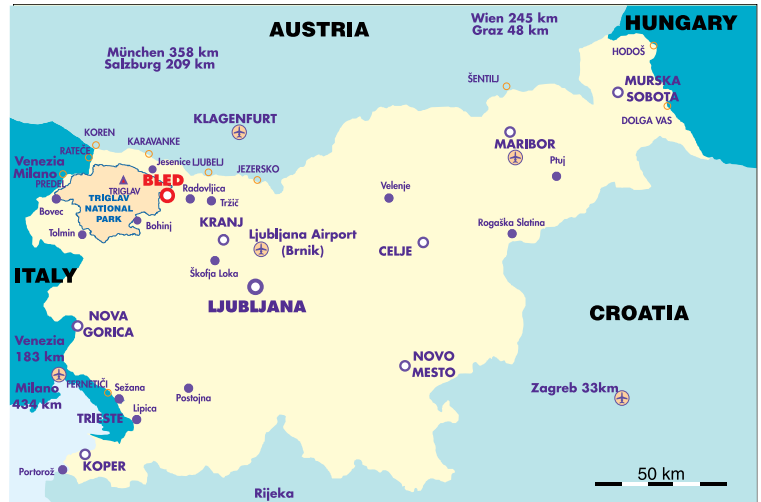 AUSTRIA
Wien 245 km
Graz 48 km
HUNGARY
München 358 km
Salzburg 209 km
HODOŠ
ŠENTILJ
MURSKA
SOBOTA
DOLGA VAS
KLAGENFURT
KOREN
KARAVANKE
RATEČE
MARIBOR
Venezia
Milano
PREDEL
Jesenice
LJUBELJ
JEZERSKO
Ptuj
BLED
TRIGLAV
TRIGLAV
NATIONAL
PARK
Radovljica
Tržič
Velenje
Bovec
Bohinj
KRANJ
Rogaška Slatina
Tolmin
Ljubljana Airport
(Brnik)
CELJE
Škofja Loka
ITALY
LJUBLJANA
CROATIA
NOVA
GORICA
Venezia
183 km
NOVO
MESTO
Milano
434 km
FERNETIČI
Sežana
Postojna
Zagreb 33km
Lipica
TRIESTE
KOPER
Portorož
50 km
Rijeka